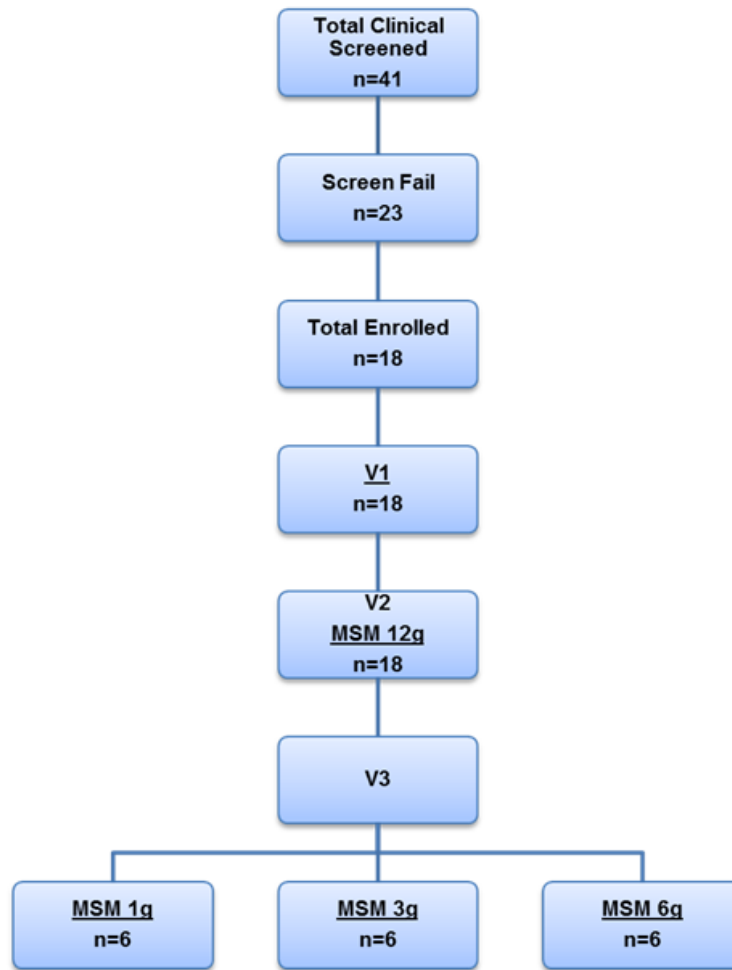 Total Clinical
Screened
n=41
Screen Fail
n=23
Total Enrolled
n=18
V1
n=18
V2
MSM 12g
n=18
V3
MSM 1g
n=6
MSM 3g
n=6
MSM 6g
n=6